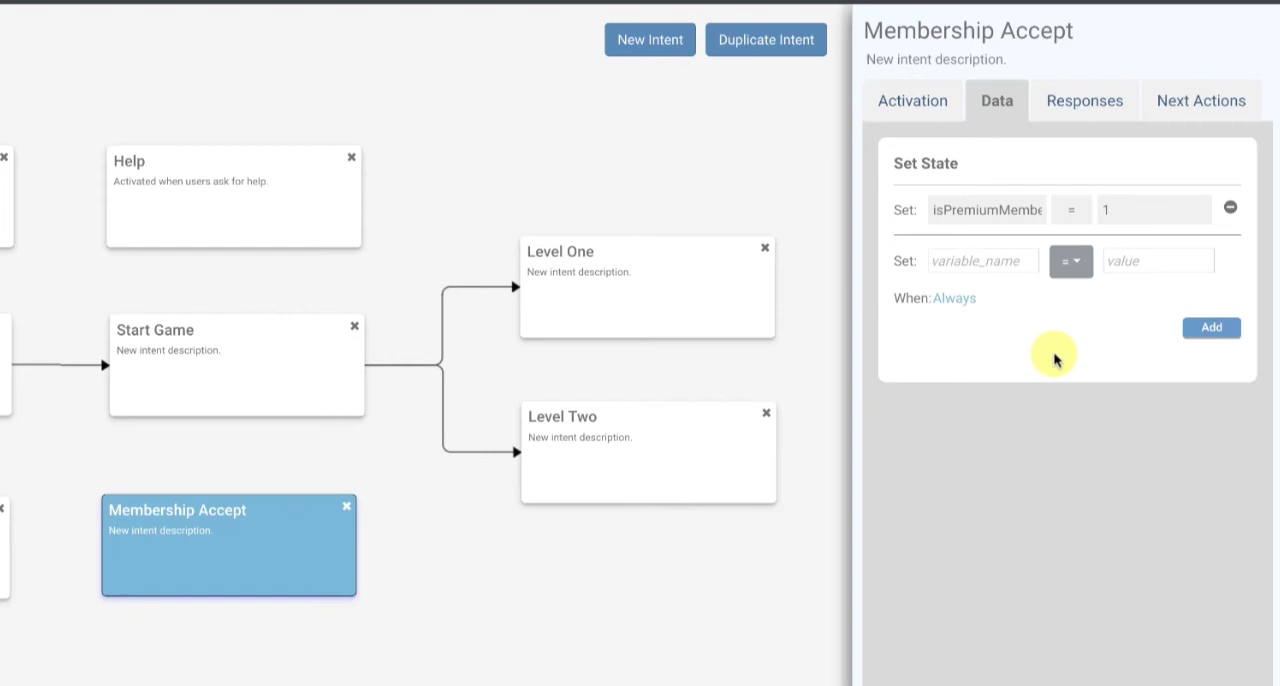 New Intent
Duplicate Intent
Help
Activated when users ask for help.
Start Game
New intent description.
Level One
New intent description.
Level Two
New intent description.
Membership Accept
New intent description.
Membership Accept
New intent description.
Activation
Data
Responses
Next Actions
Set State
Set: isPremiumMembe = 1
Set: variable_name = value
When: Always
Add